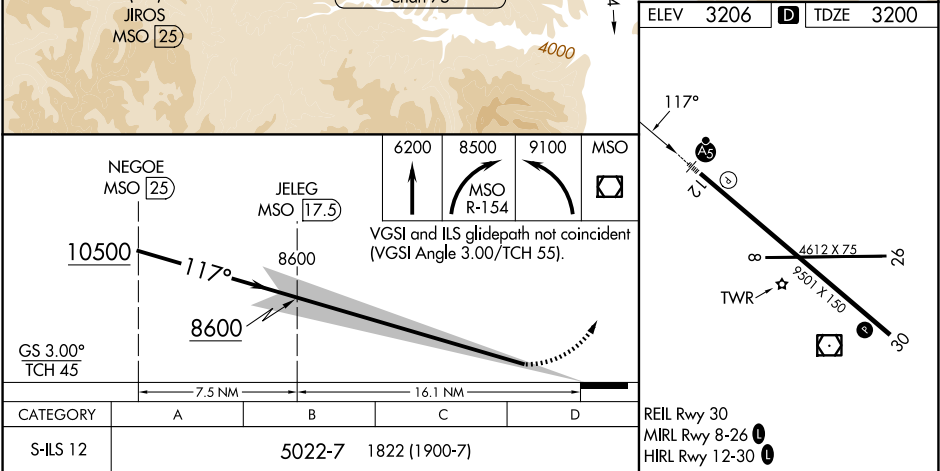 JIROS
MSO 25
4000
ELEV 3206 D TDZE 3200
117°
A5
12
P
8
4612 X 75
26
9501 X 150
TWR
P
30
REIL Rwy 30
MIRL Rwy 8-26 L
HIRL Rwy 12-30 L
6200 8500 9100 MSO
MSO
R-154
VGSI and ILS glidepath not coincident
(VGSI Angle 3.00/TCH 55).
NEGOE
MSO 25
JELEG
MSO 17.5
10500
117°
8600
8600
GS 3.00°
TCH 45
7.5 NM 16.1 NM
CATEGORY A B C D
S-ILS 12 5022-7 1822 (1900-7)